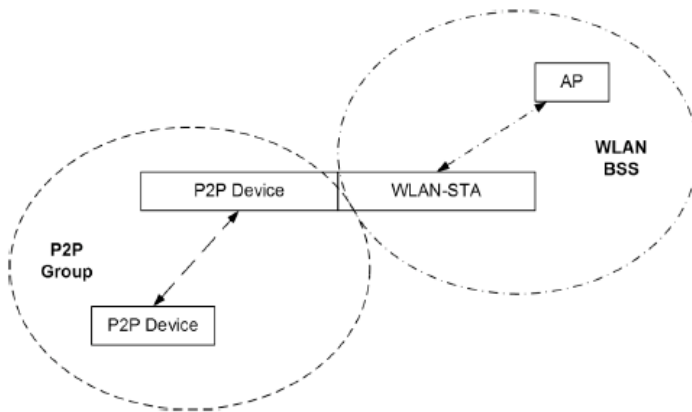 AP
WLAN
BSS
P2P Device
WLAN-STA
P2P
Group
P2P Device